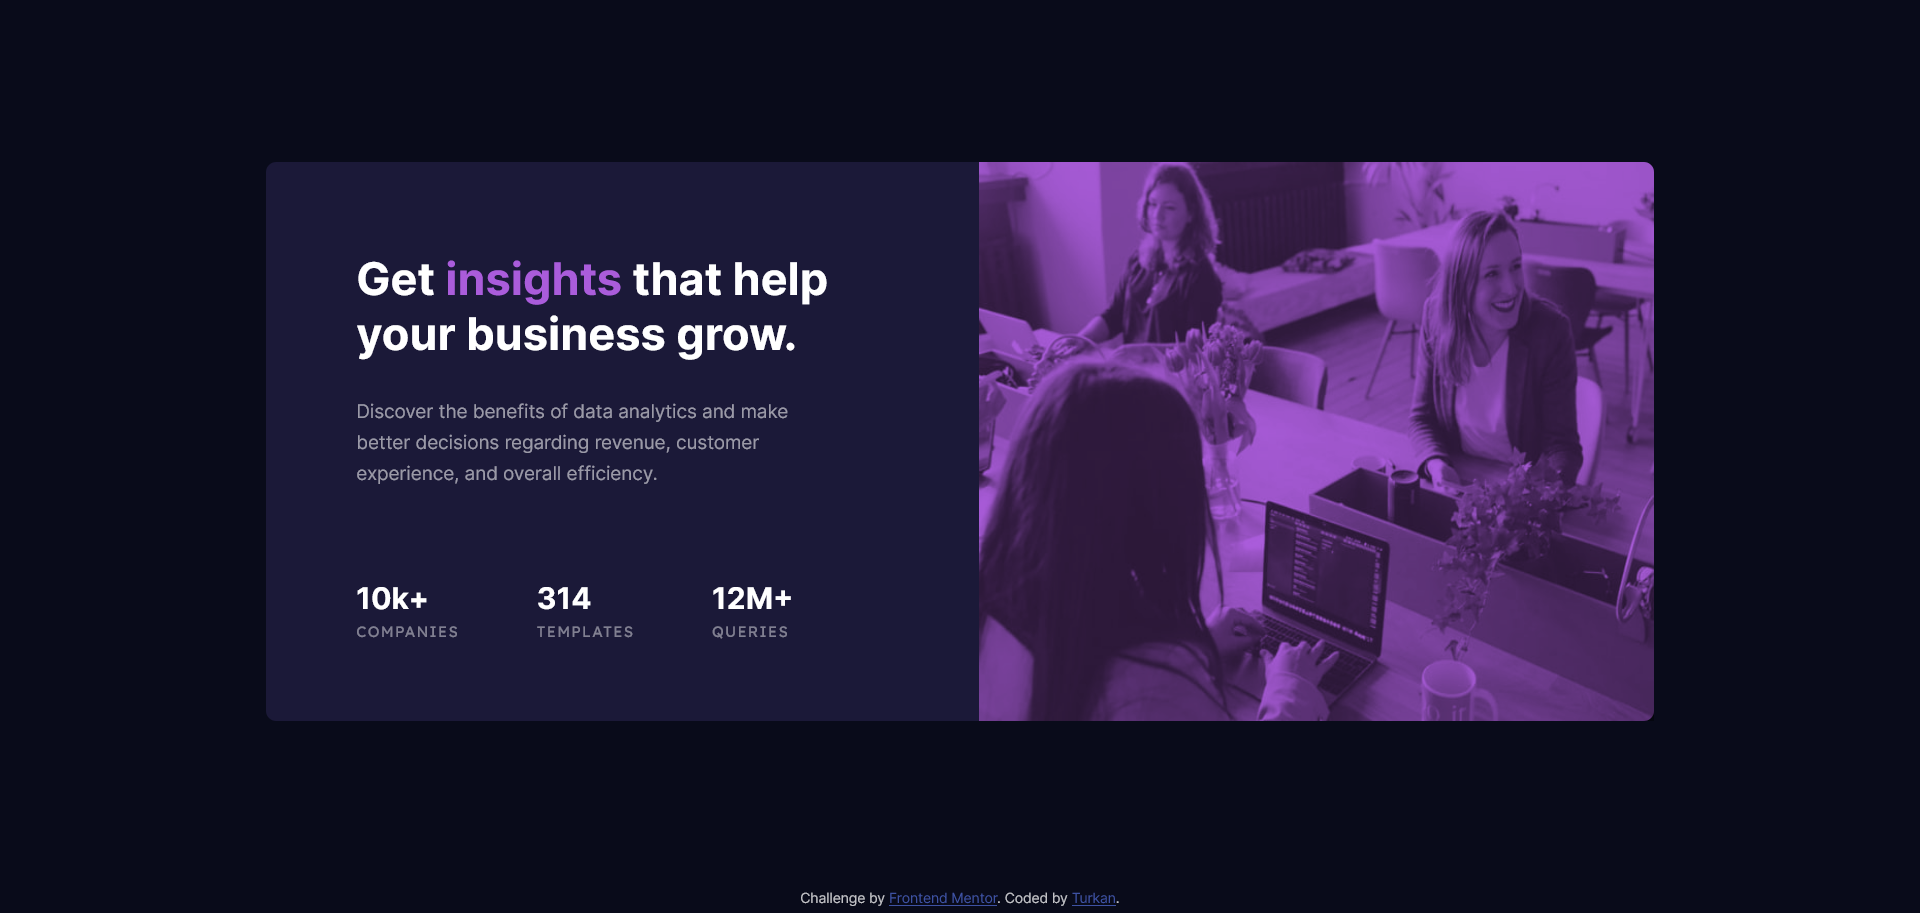 Get insights that help
your business grow.
Discover the benefits of data analytics and make
better decisions regarding revenue, customer
experience, and overall efficiency.
10k+ 314 12M+
COMPANIES TEMPLATES QUERIES
Challenge by Frontend Mentor. Coded by Turkan.